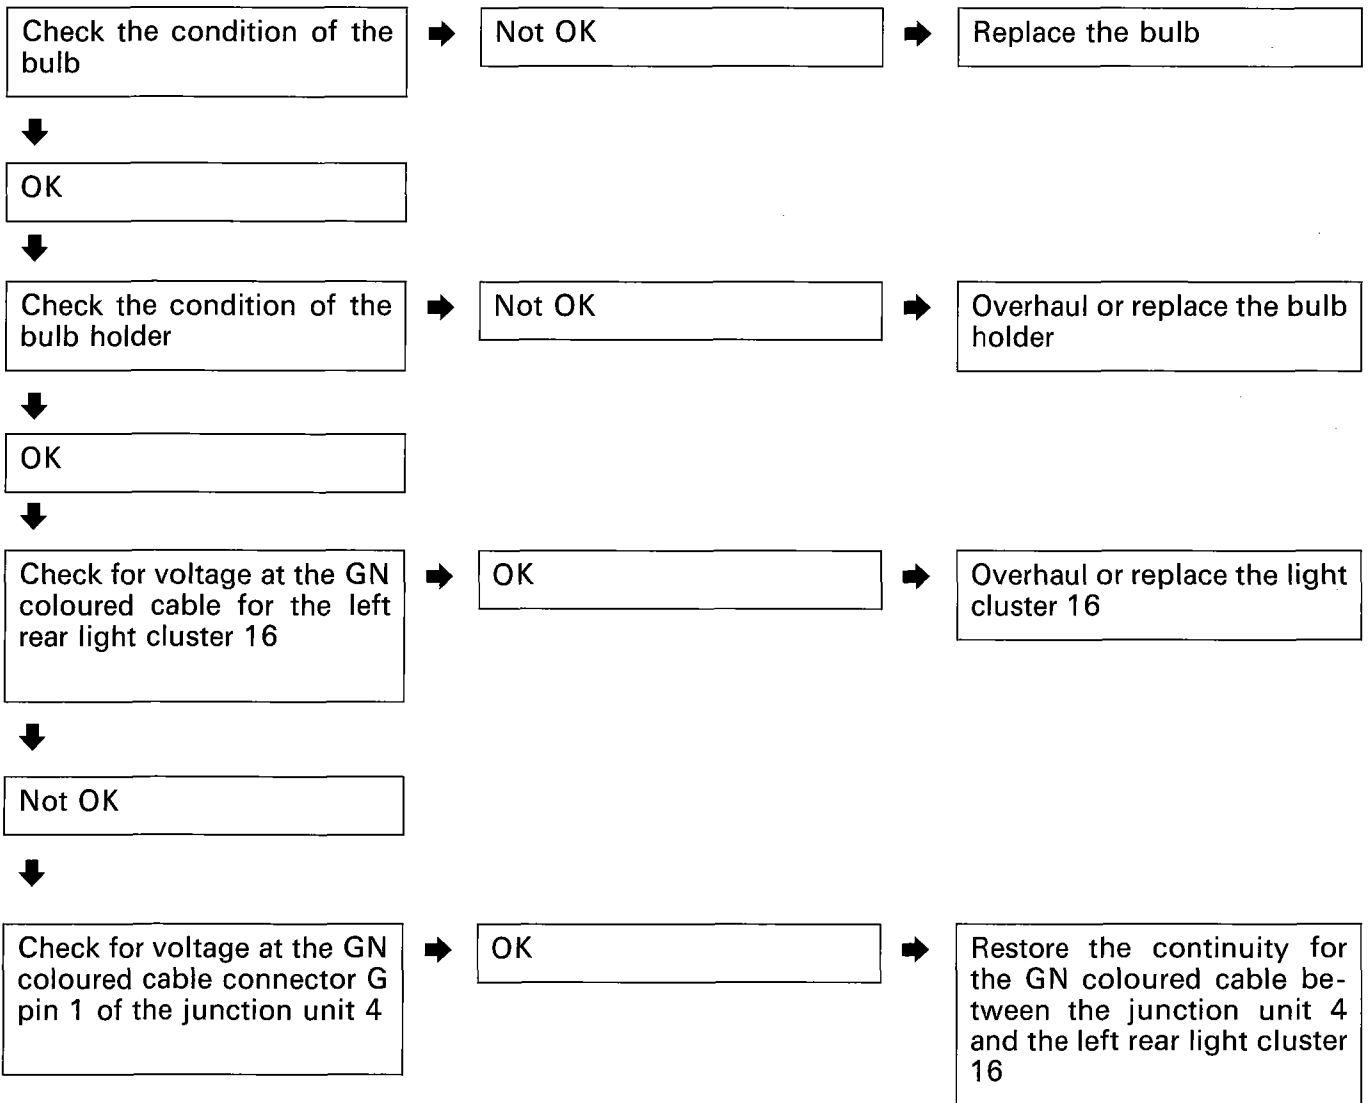 Check the condition of the
bulb
Not OK
Replace the bulb
OK
Check the condition of the
bulb holder
Not OK
Overhaul or replace the bulb
holder
OK
Check for voltage at the GN
coloured cable for the left
rear light cluster 16
OK
Overhaul or replace the light
cluster 16
Not OK
Check for voltage at the GN
coloured cable connector G
pin 1 of the junction unit 4
OK
Restore the continuity for
the GN coloured cable be-
tween the junction unit 4
and the left rear light cluster
16